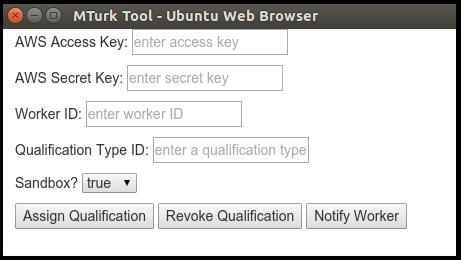 MTurk Tool - Ubuntu Web Browser
AWS Access Key: enter access key
AWS Secret Key: enter secret key
Worker ID: enter worker ID
Qualification Type ID: enter a qualification type
Sandbox? true
Assign Qualification Revoke Qualification Notify Worker